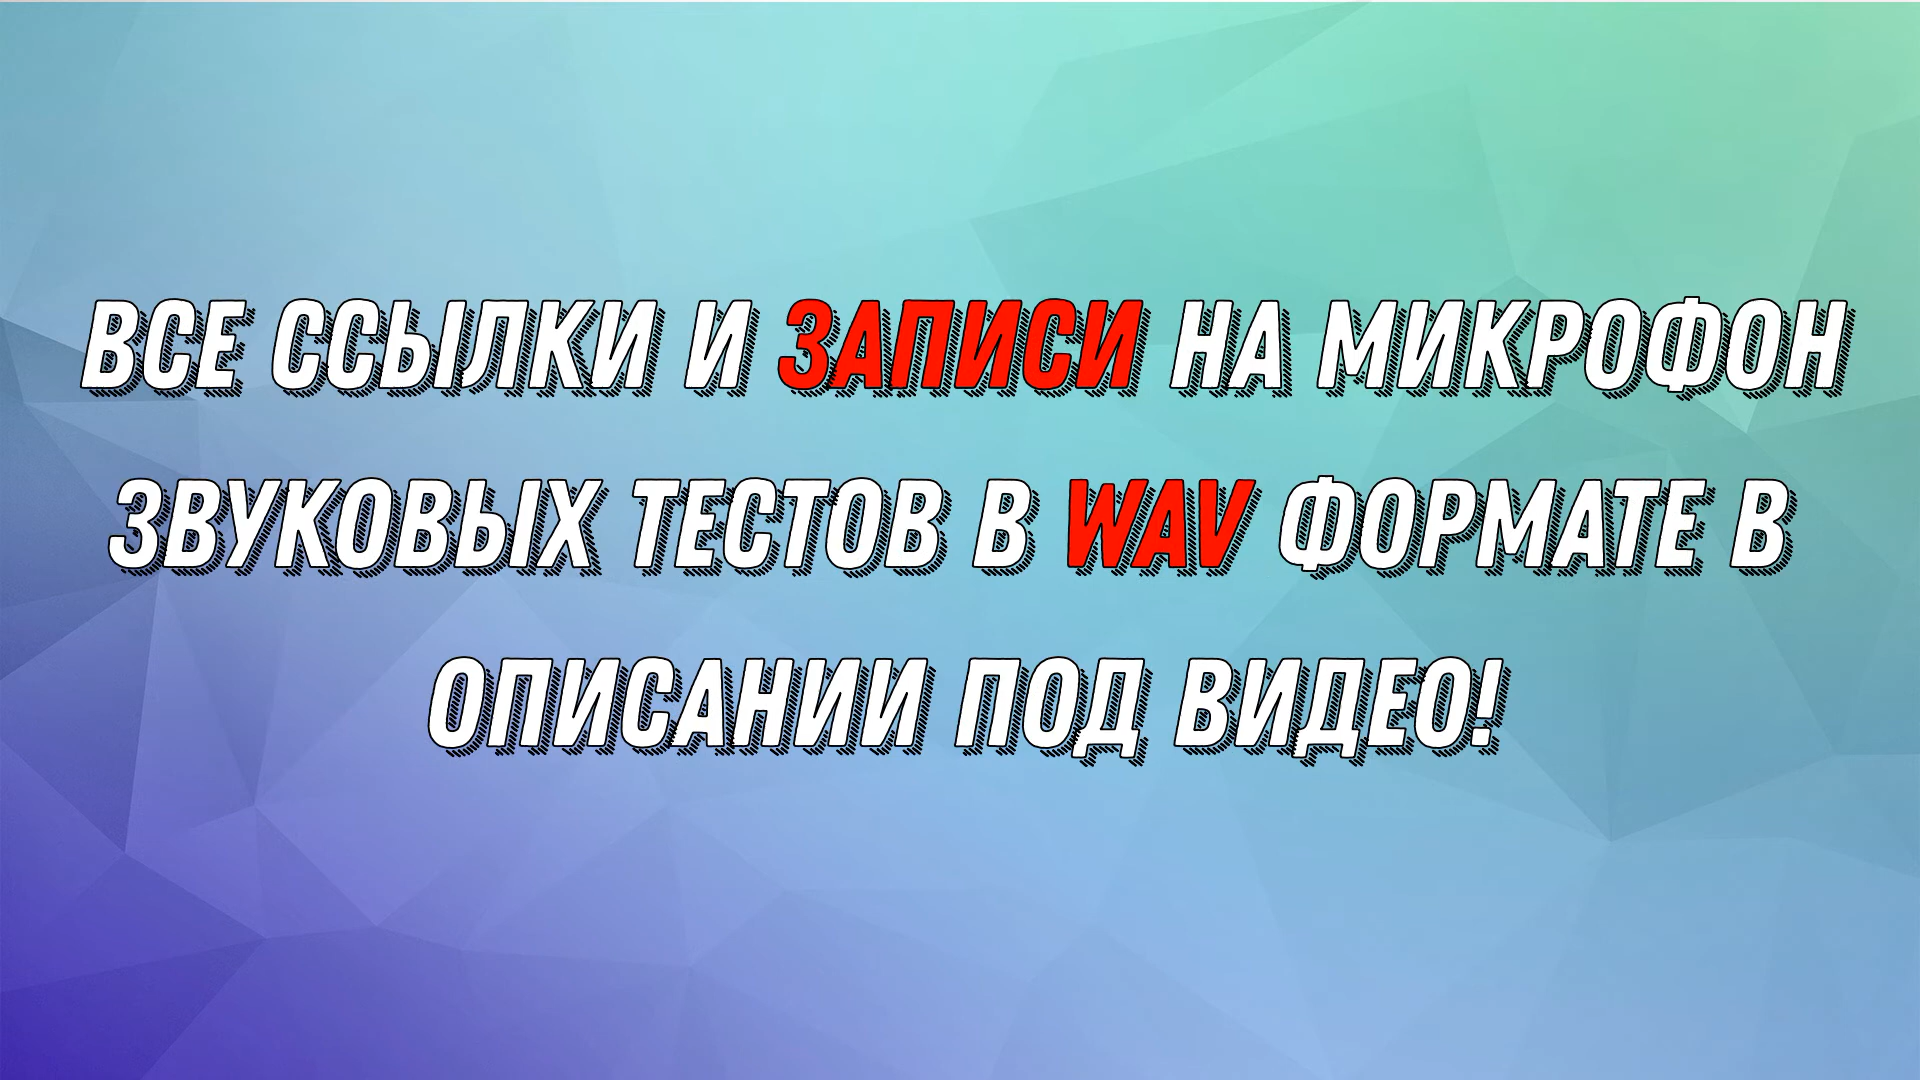 ВСЕ ССЫЛКИ И ЗАПИСИ НА МИКРОФОН
ЗВУКОВЫХ ТЕСТОВ В WAV ФОРМАТЕ В
ОПИСАНИИ ПОД ВИДЕО!